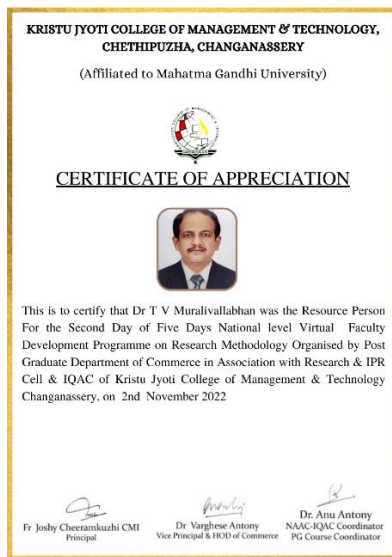 KRISTU JYOTI COLLEGE OF MANAGEMENT & TECHNOLOGY,
CHETHIPUZHA, CHANGANASSERY
(Affiliated to Mahatma Gandhi University)
CERTIFICATE OF APPRECIATION
This is to certify that Dr T V Muralivallabhan was the Resource Person
For the Second Day of Five Days National level Virtual Faculty
Development Programme on Research Methodology Organised by Post
Graduate Department of Commerce in Association with Research & IPR
Cell & IQAC of Kristu Jyoti College of Management & Technology
Changanassery, on 2nd November 2022
Fr Joshy Cheeramkuzhi CMI
Principal
Dr Varghese Antony
Vice Principal & HOD of Commerce
Dr. Anu Antony
NAAC-IQAC Coordinator
PG Course Coordinator